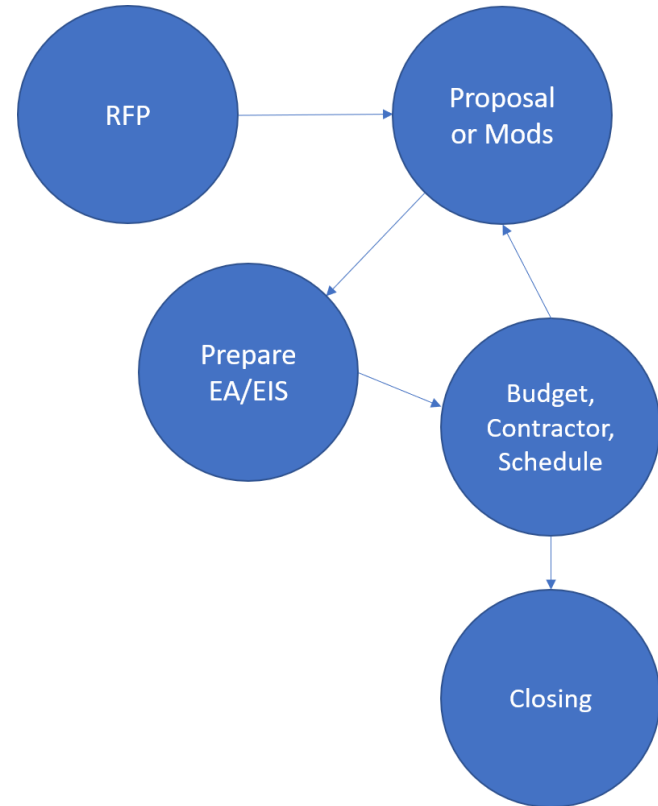 RFP
Proposal
or Mods
Prepare
EA/EIS
Budget,
Contractor,
Schedule
Closing